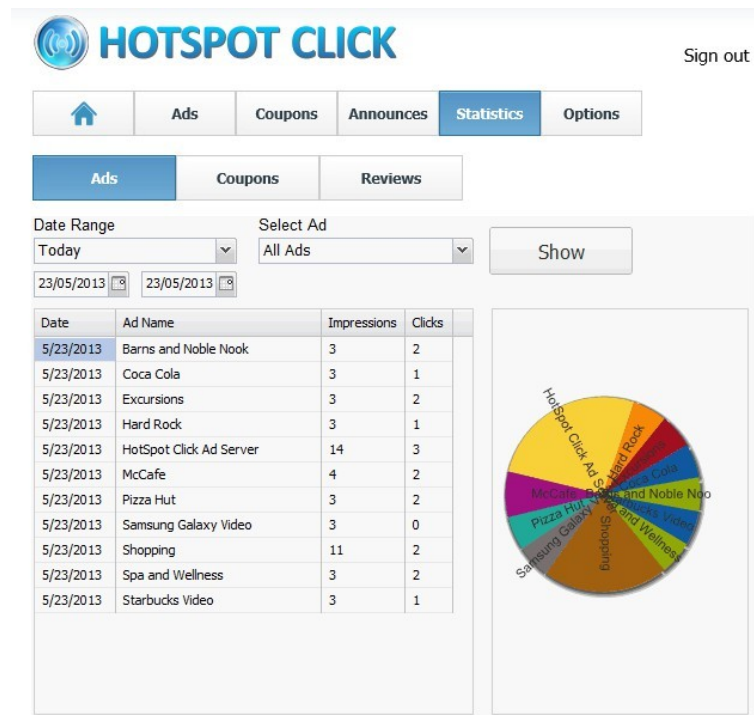 HOTSPOT CLICK
Sign out
Ads Coupons Announces Statistics Options
Ads Coupons Reviews
Date Range Select Ad
Today All Ads Show
23/05/2013 23/05/2013
Date Ad Name Impressions Clicks
5/23/2013 Barns and Noble Nook 3 2
5/23/2013 Coca Cola 3 1
5/23/2013 Excursions 3 2
5/23/2013 Hard Rock 3 1
5/23/2013 HotSpot Click Ad Server 14 3
5/23/2013 McCafe 4 2
5/23/2013 Pizza Hut 3 2
5/23/2013 Samsung Galaxy Video 3 0
5/23/2013 Shopping 11 2
5/23/2013 Spa and Wellness 3 2
5/23/2013 Starbucks Video 3 1
HotSpot Click Ad Server
Hard Rock
Excursions
Coca Cola
and Noble Noo
Starbucks Video
and Wellness
Shopping
Samsung Galaxy Video
Pizza Hut
McCafe